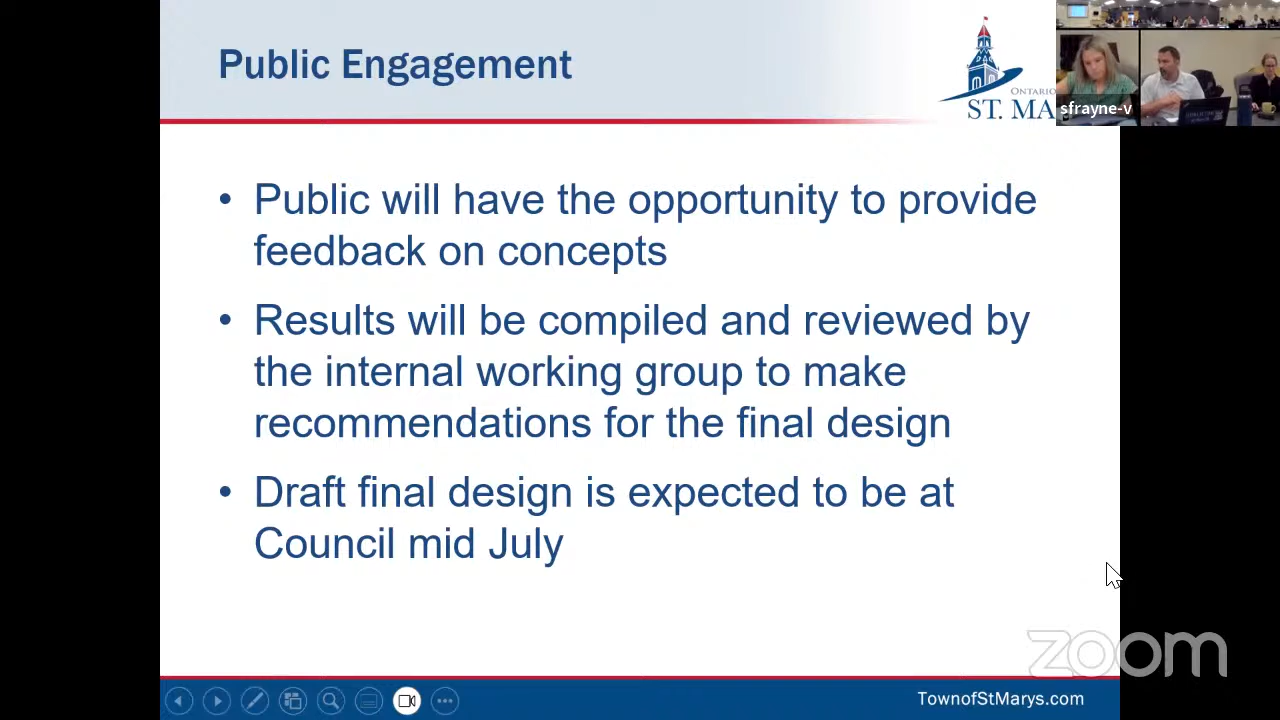 Public Engagement
ONTARIO
ST. MA
sfrayne-v
• Public will have the opportunity to provide
feedback on concepts
• Results will be compiled and reviewed by
the internal working group to make
recommendations for the final design
• Draft final design is expected to be at
Council mid July
zoom
TownofStMarys.com